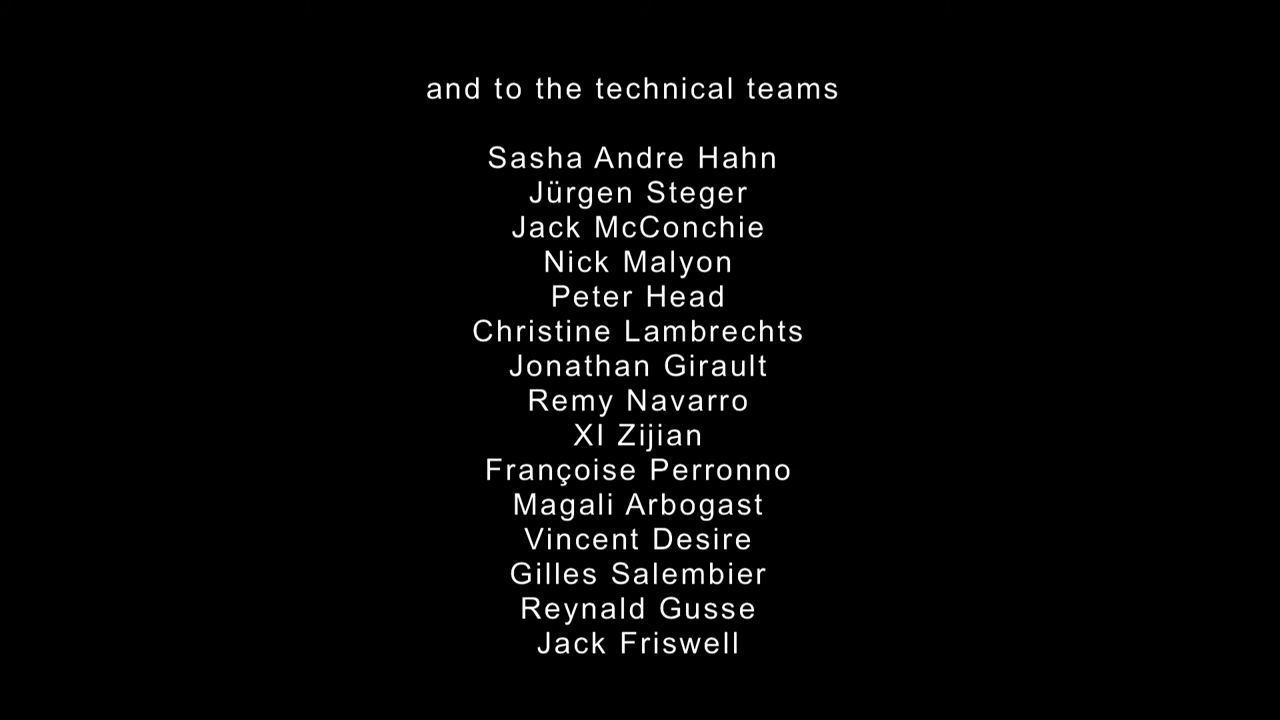 and to the technical teams
Sasha Andre Hahn
Jürgen Steger
Jack McConchie
Nick Malyon
Peter Head
Christine Lambrechts
Jonathan Girault
Remy Navarro
XI Zijian
Françoise Perronno
Magali Arbogast
Vincent Desire
Gilles Salembier
Reynald Gusse
Jack Friswell